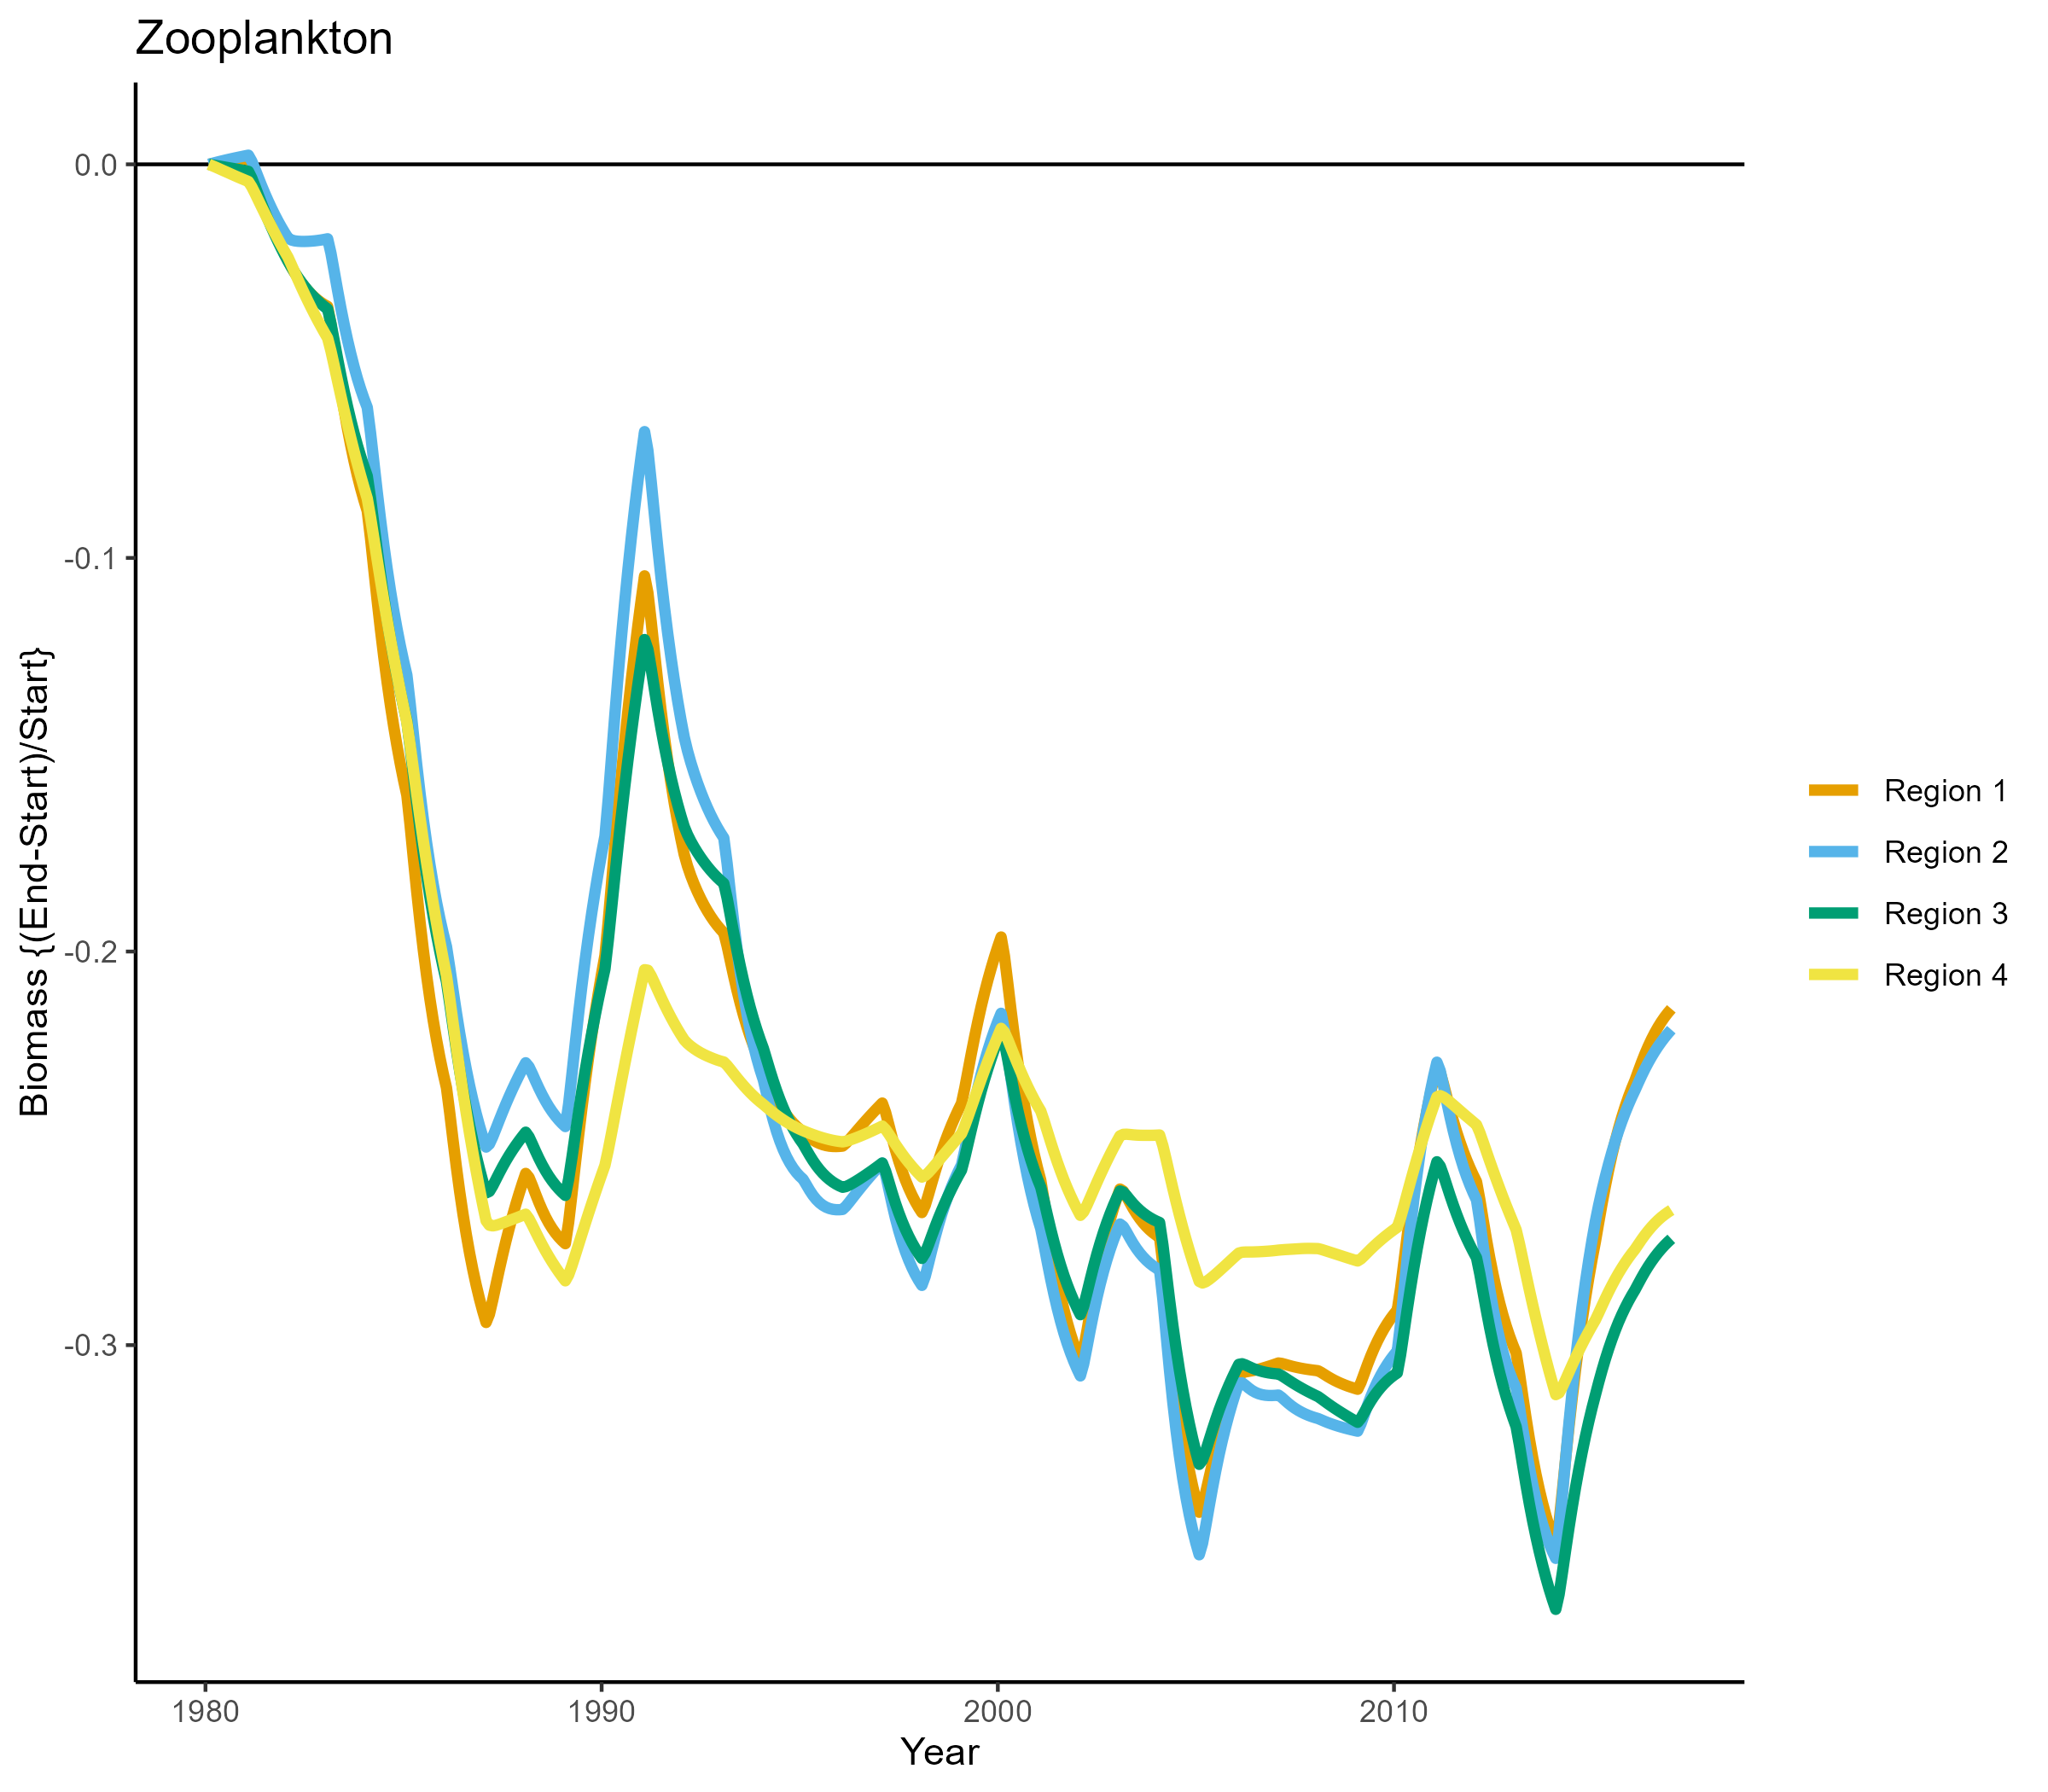 Zooplankton
Biomass {(End-Start)/Start}
0.0
-0.1
-0.2
-0.3
1980
1990
2000
2010
Year
Region 1
Region 2
Region 3
Region 4